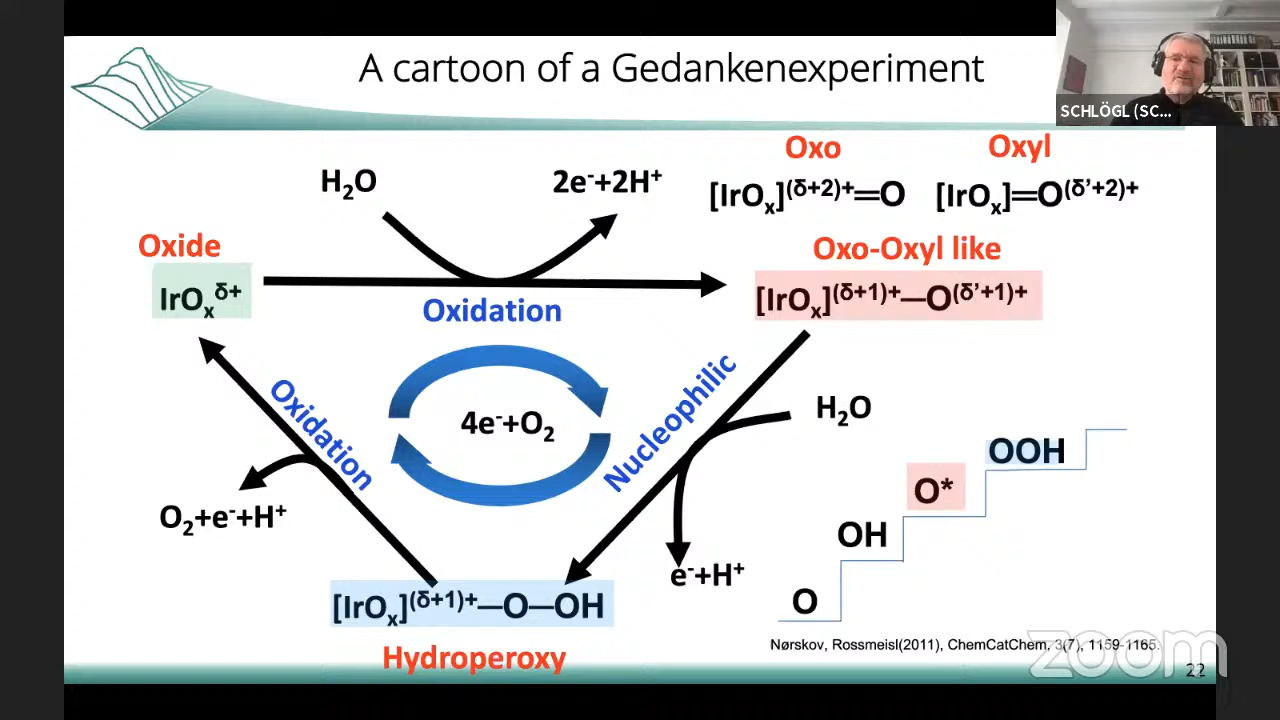 A cartoon of a Gedankenexperiment
SCHLÖGL (SC...
H₂O
2e⁻+2H⁺
Oxo
Oxyl
[IrOₓ]⁽ᵟ⁺²⁾⁺═O
[IrOₓ]═O⁽ᵟ’⁺²⁾⁺
Oxide
Oxo-Oxyl like
IrOₓᵟ⁺
[IrOₓ]⁽ᵟ⁺¹⁾⁺—O⁽ᵟ’⁺¹⁾⁺
Oxidation
Oxidation
4e⁻+O₂
Nucleophilic
H₂O
O₂+e⁻+H⁺
e⁻+H⁺
[IrOₓ]⁽ᵟ⁺¹⁾⁺—O—OH
Hydroperoxy
OOH
O*
OH
O
Nørskov, Rossmeisl(2011), ChemCatChem, 3(7), 1159-1165.
zoom
22